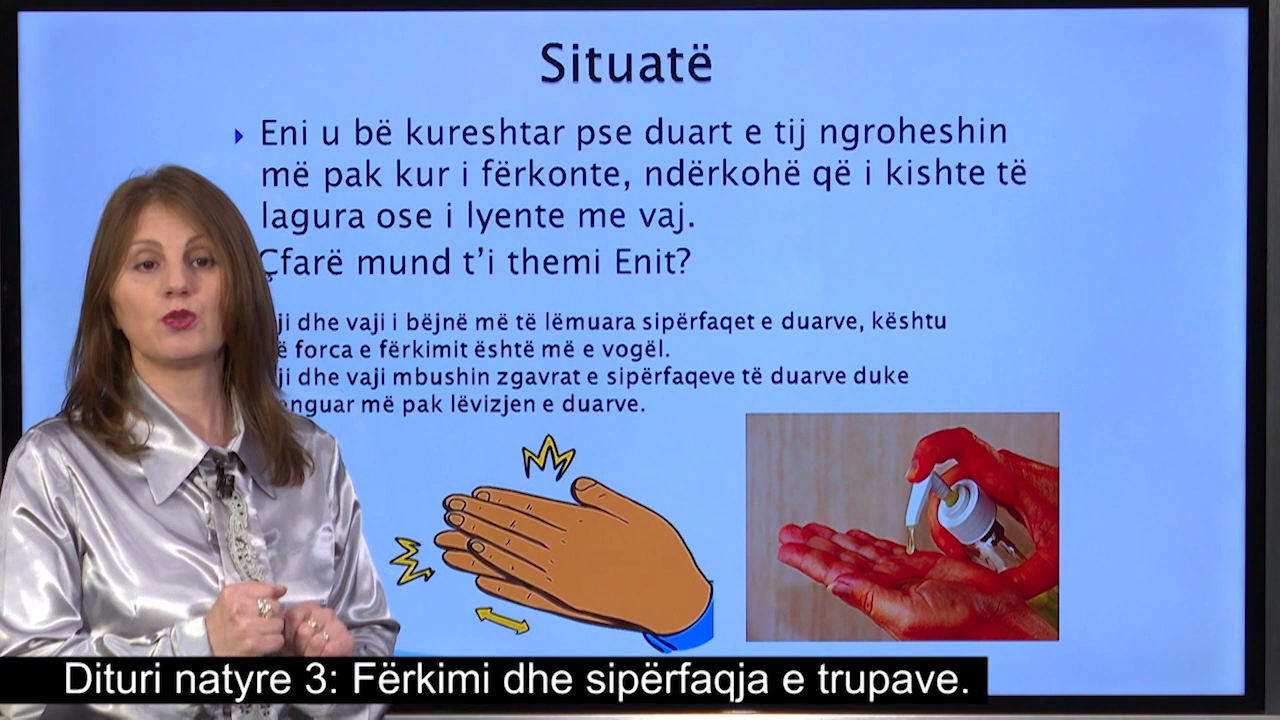 Situatë
Eni u bë kureshtar pse duart e tij ngroheshin
më pak kur i fërkonte, ndërkohë që i kishte të
lagura ose i lyente me vaj.
Çfarë mund t'i themi Enit?
dhe vaji i bëjnë më të lëmuara sipërfaqet e duarve, kështu
forca e fërkimit është më e vogël.
dhe vaji mbushin zgavrat e sipërfaqeve të duarve duke
më pak lëvizjen e duarve.
Dituri natyre 3: Fërkimi dhe sipërfaqja e trupave.